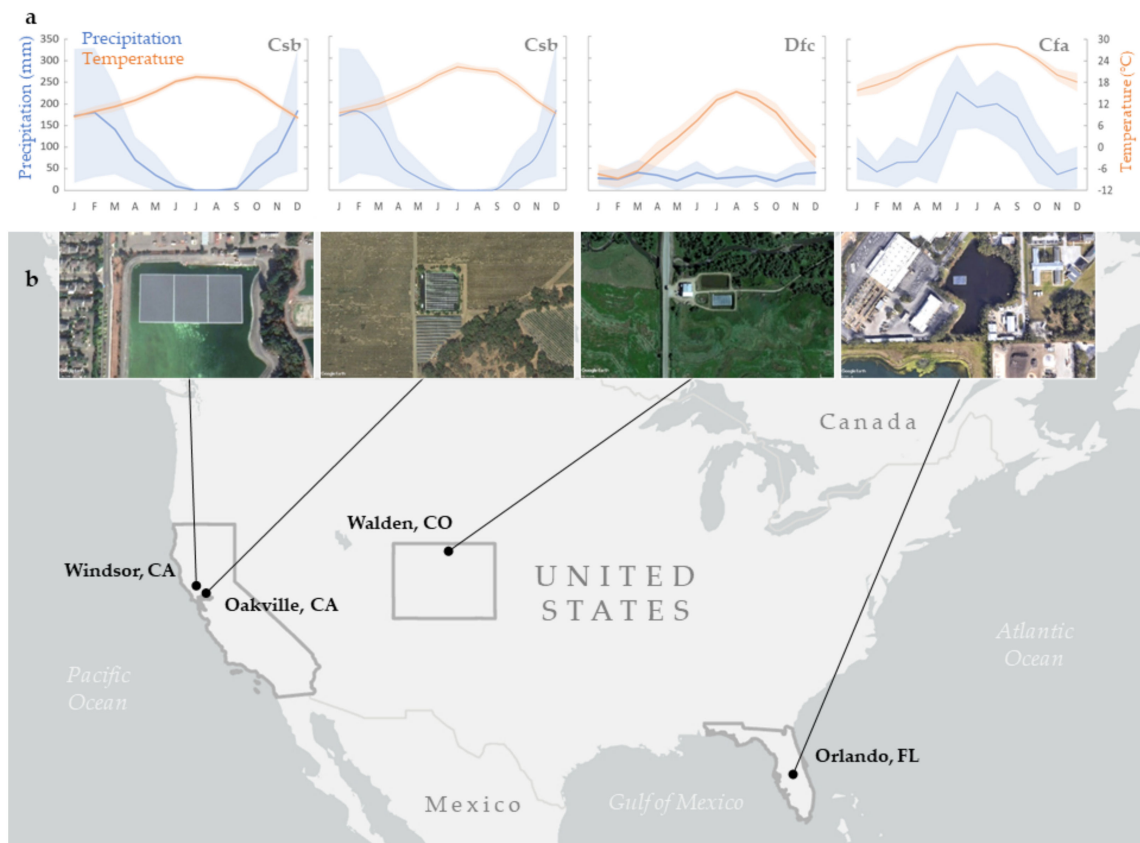 a
Precipitation
Temperature
Csb
Csb
Dfc
Cfa
Precipitation (mm)
350
300
250
200
150
100
50
0
30
24
18
12
6
0
-6
-12
Temperature (°C)
J F M A M J J A S O N D
J F M A M J J A S O N D
J F M A M J J A S O N D
J F M A M J J A S O N D
b
Google Earth
Google Earth
Google Earth
Canada
Walden, CO
Windsor, CA
Oakville, CA
UNITED
STATES
Atlantic
Ocean
Pacific
Ocean
Orlando, FL
Mexico
Gulf of Mexico